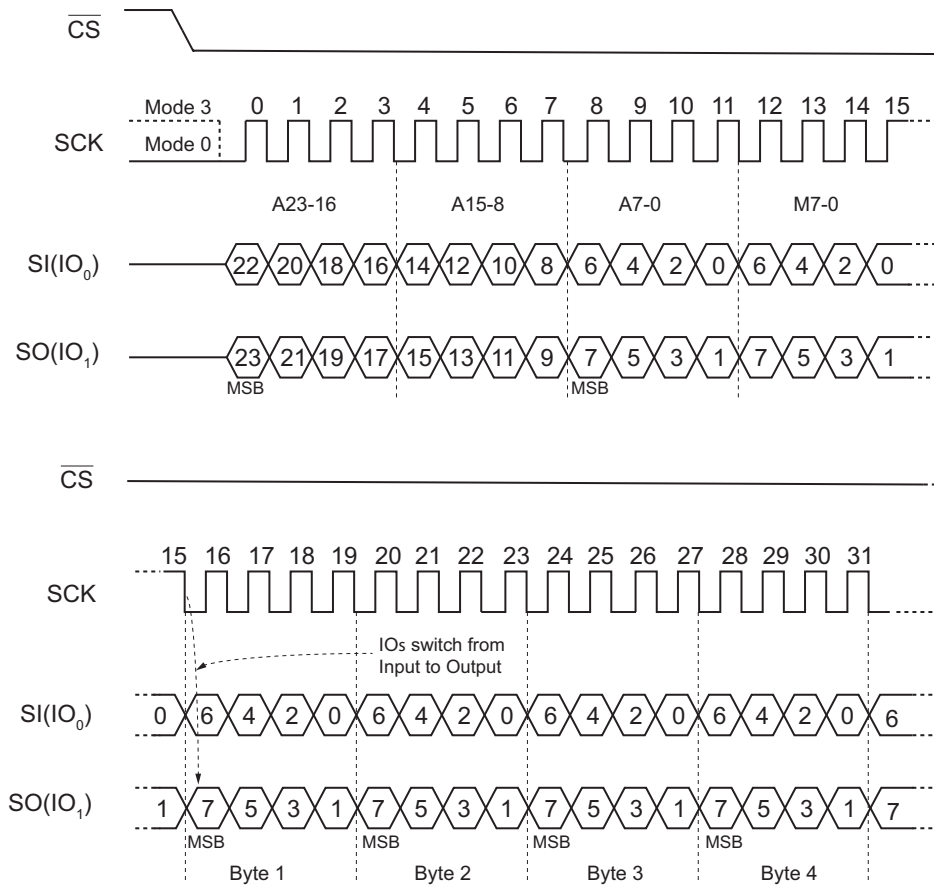 CS
Mode 3
Mode 0
SCK
0 1 2 3 4 5 6 7 8 9 10 11 12 13 14 15
A23-16 A15-8 A7-0 M7-0
SI(IO0)
22 20 18 16 14 12 10 8 6 4 2 0 6 4 2 0
SO(IO1)
23 21 19 17 15 13 11 9 7 5 3 1 7 5 3 1
MSB MSB
CS
15 16 17 18 19 20 21 22 23 24 25 26 27 28 29 30 31
SCK
IOs switch from
Input to Output
SI(IO0)
0 6 4 2 0 6 4 2 0 6 4 2 0 6 4 2 0 6
SO(IO1)
1 7 5 3 1 7 5 3 1 7 5 3 1 7 5 3 1 7
MSB MSB MSB MSB
Byte 1 Byte 2 Byte 3 Byte 4